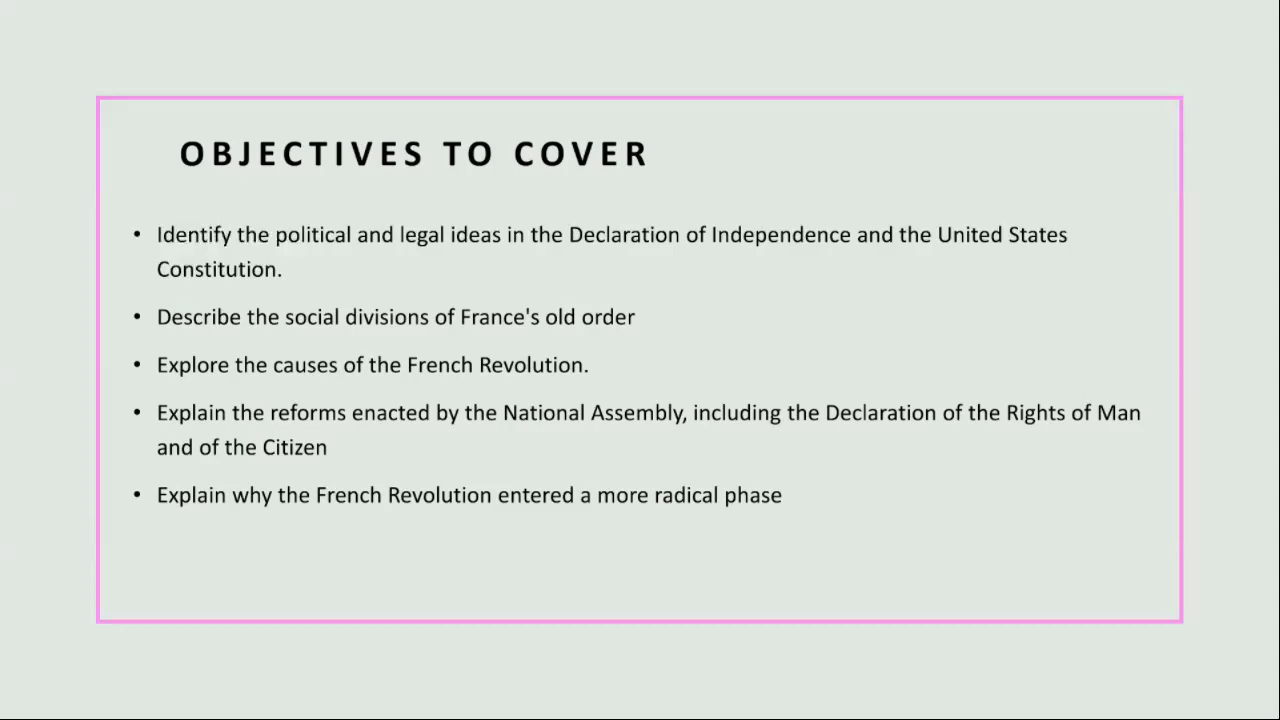 OBJECTIVES TO COVER
• Identify the political and legal ideas in the Declaration of Independence and the United States
Constitution.
• Describe the social divisions of France's old order
• Explore the causes of the French Revolution.
• Explain the reforms enacted by the National Assembly, including the Declaration of the Rights of Man
and of the Citizen
• Explain why the French Revolution entered a more radical phase